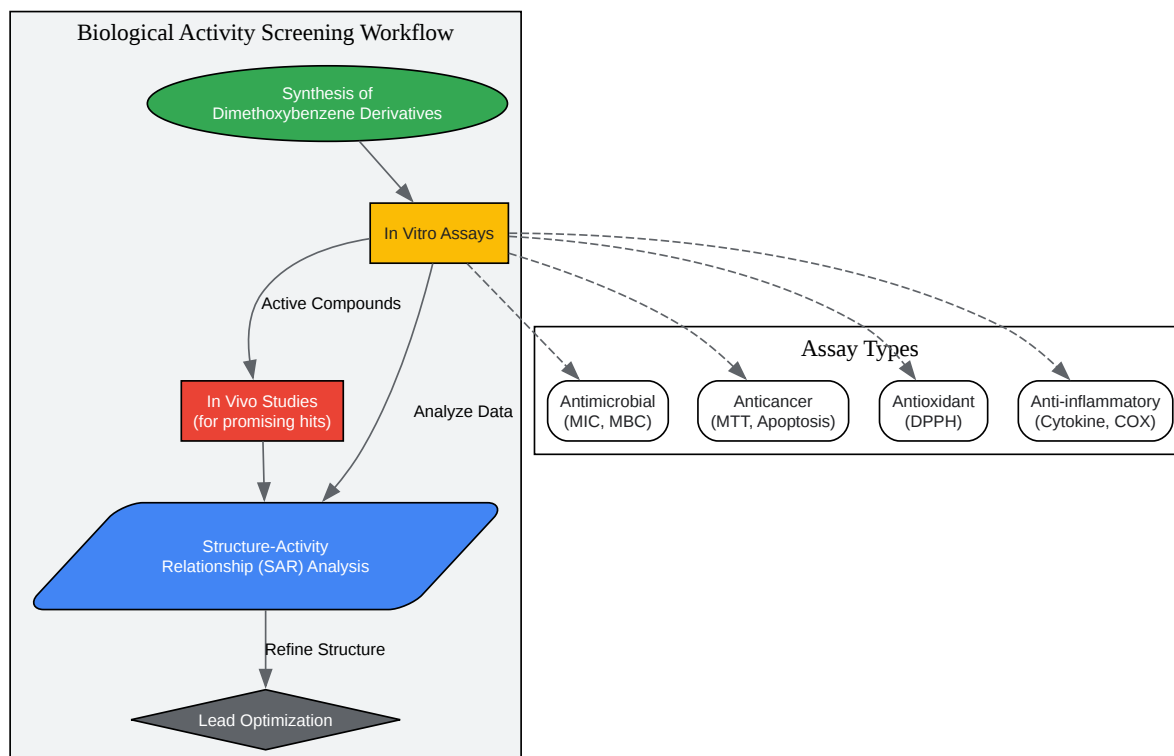 Biological Activity Screening Workflow
Synthesis of
Dimethoxybenzene Derivatives
In Vitro Assays
Active Compounds
Analyze Data
In Vivo Studies
(for promising hits)
Structure-Activity
Relationship (SAR) Analysis
Refine Structure
Lead Optimization
Assay Types
Antimicrobial
(MIC, MBC)
Anticancer
(MTT, Apoptosis)
Antioxidant
(DPPH)
Anti-inflammatory
(Cytokine, COX)